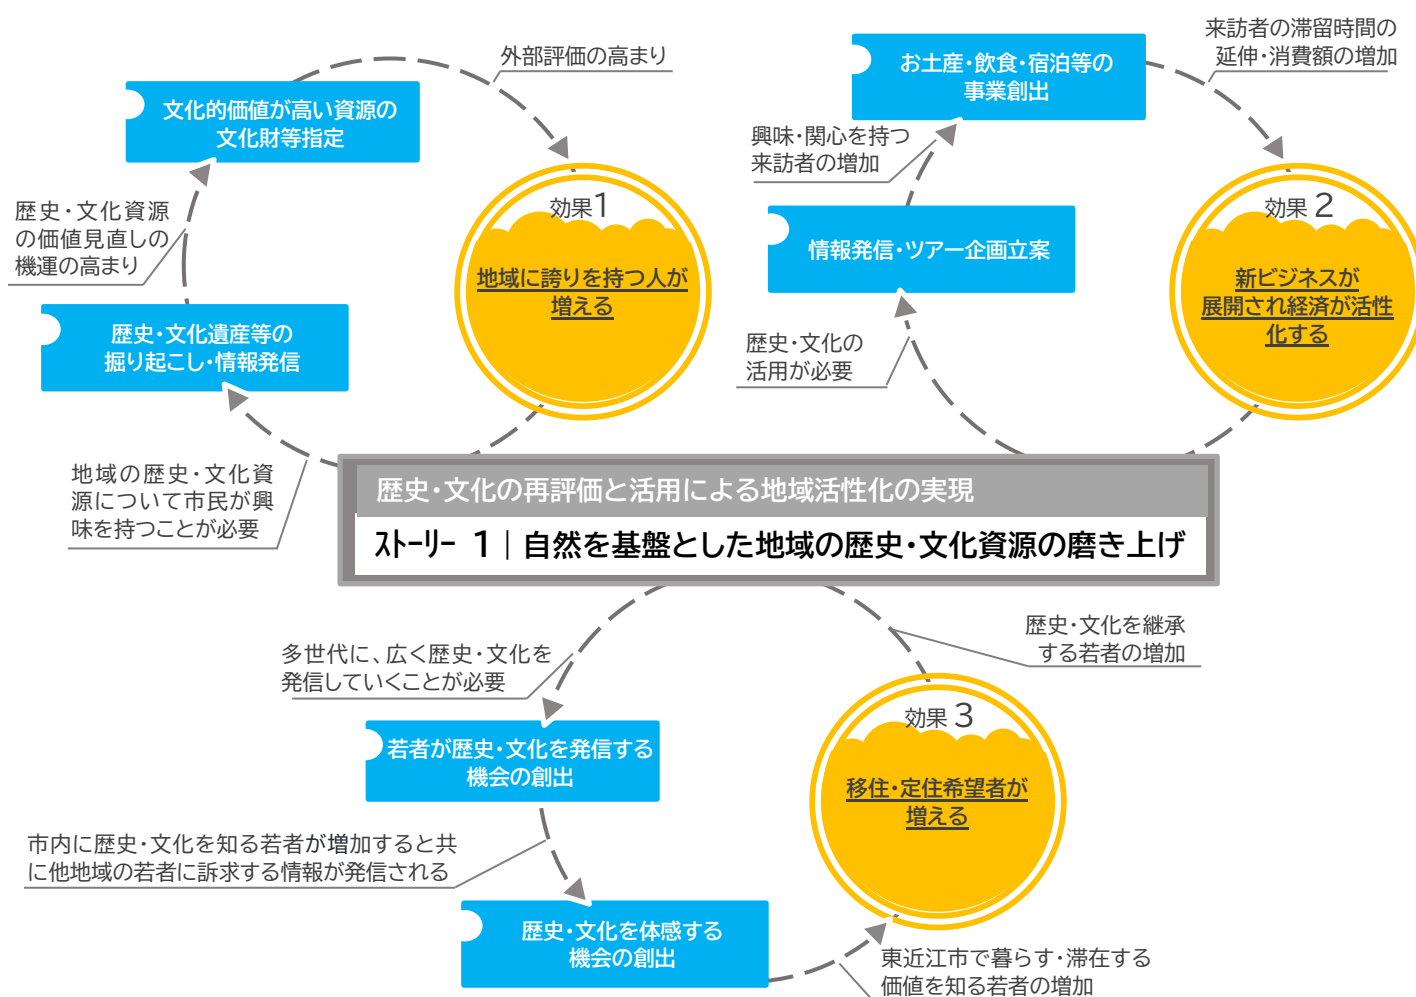 外部評価の高まり
文化的価値が高い資源の
文化財等指定
歴史・文化資源
の価値見直しの
機運の高まり
効果1
地域に誇りを持つ人が
増える
歴史・文化遺産等の
掘り起こし・情報発信
地域の歴史・文化資
源について市民が興
味を持つことが必要
来訪者の滞留時間の
延伸・消費額の増加
お土産・飲食・宿泊等の
事業創出
興味・関心を持つ
来訪者の増加
情報発信・ツアー企画立案
効果 2
新ビジネスが
展開され経済が活性
化する
歴史・文化の
活用が必要
歴史・文化の再評価と活用による地域活性化の実現
ｽﾄｰﾘｰ 1｜自然を基盤とした地域の歴史・文化資源の磨き上げ
多世代に、広く歴史・文化を
発信していくことが必要
歴史・文化を継承
する若者の増加
若者が歴史・文化を発信する
機会の創出
効果 3
移住・定住希望者が
増える
市内に歴史・文化を知る若者が増加すると共
に他地域の若者に訴求する情報が発信される
歴史・文化を体感する
機会の創出
東近江市で暮らす・滞在する
価値を知る若者の増加